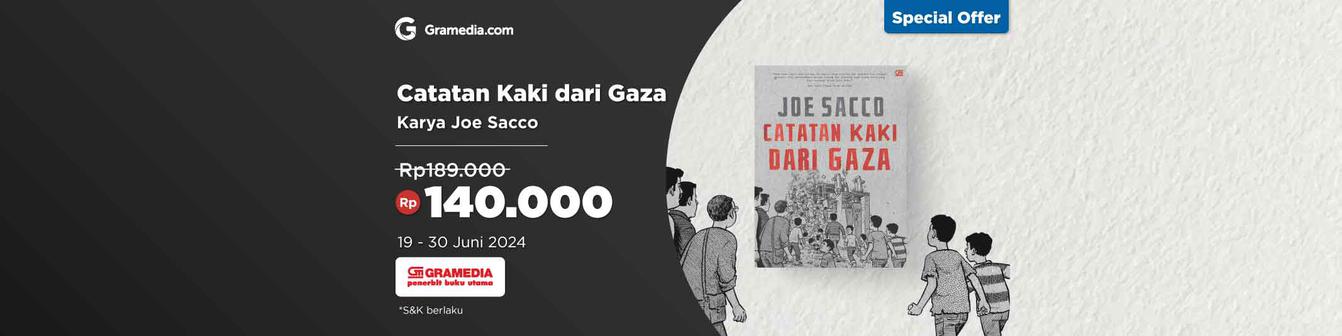 Gramedia.com
Special Offer
Catatan Kaki dari Gaza
Karya Joe Sacco
Rp189.000
Rp 140.000
19 - 30 Juni 2024
GRAMEDIA
penerbit buku utama
*S&K berlaku
JOE SACCO
CATATAN KAKI
DARI GAZA